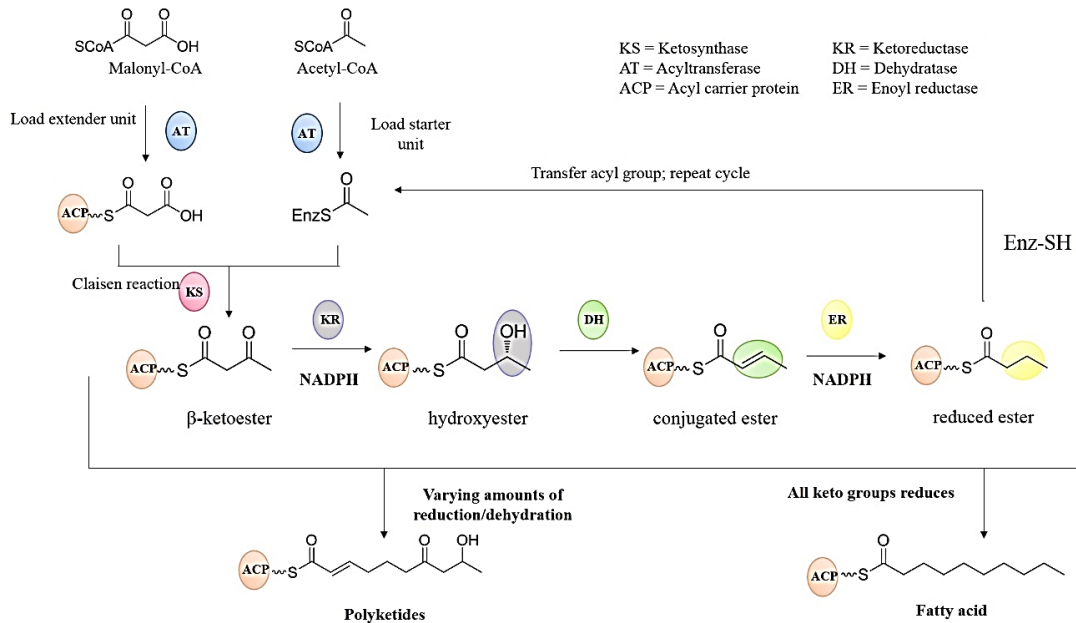 O
O
SCoA
OH
Malonyl-CoA
O
SCoA
Acetyl-CoA
KS = Ketosynthase
AT = Acyltransferase
ACP = Acyl carrier protein
KR = Ketoreductase
DH = Dehydratase
ER = Enoyl reductase
Load extender unit
AT
AT
Load starter
unit
Transfer acyl group; repeat cycle
O
O
ACP
S
OH
O
EnzS
Enz-SH
Claisen reaction
KS
KR
DH
ER
O
O
ACP
S
β-ketoester
NADPH
O
OH
ACP
S
hydroxyester
O
ACP
S
conjugated ester
NADPH
O
ACP
S
reduced ester
Varying amounts of
reduction/dehydration
All keto groups reduces
O
O
OH
ACP
S
Polyketides
O
ACP
S
Fatty acid